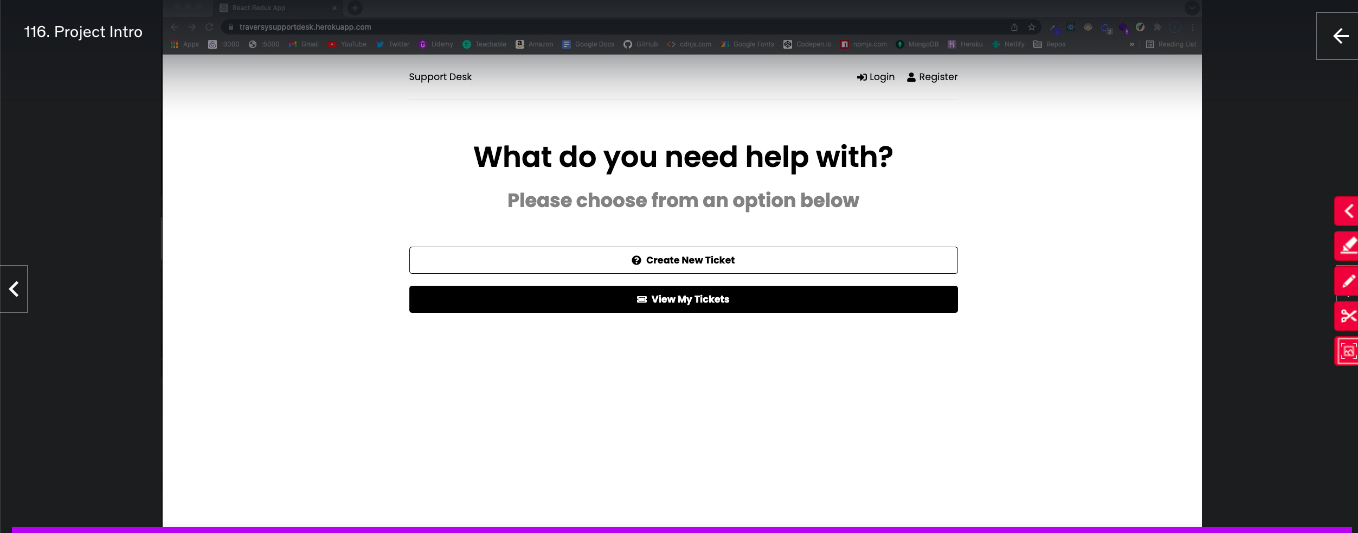 116. Project Intro
React Redux App
traversysupportdesk.herokuapp.com
Apps :3000 :5000 Gmail YouTube Twitter Udemy Teachable Amazon Google Docs GitHub cdnjs.com Google Fonts Codepen.io npmjs.com MongoDB Heroku Netlify Repos » Reading List
Support Desk Login Register
What do you need help with?
Please choose from an option below
Create New Ticket
View My Tickets